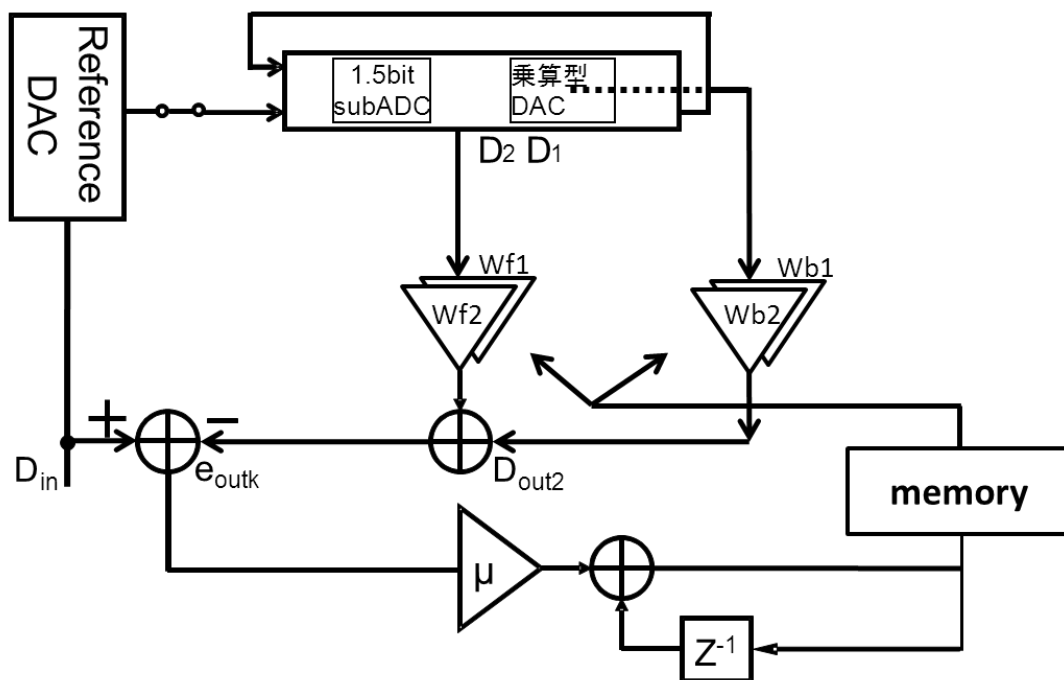 Reference
DAC
1.5bit
subADC
乗算型
DAC
D2 D1
Wf1
Wf2
Wb1
Wb2
+
−
Din
eoutk
Dout2
memory
μ
Z-1